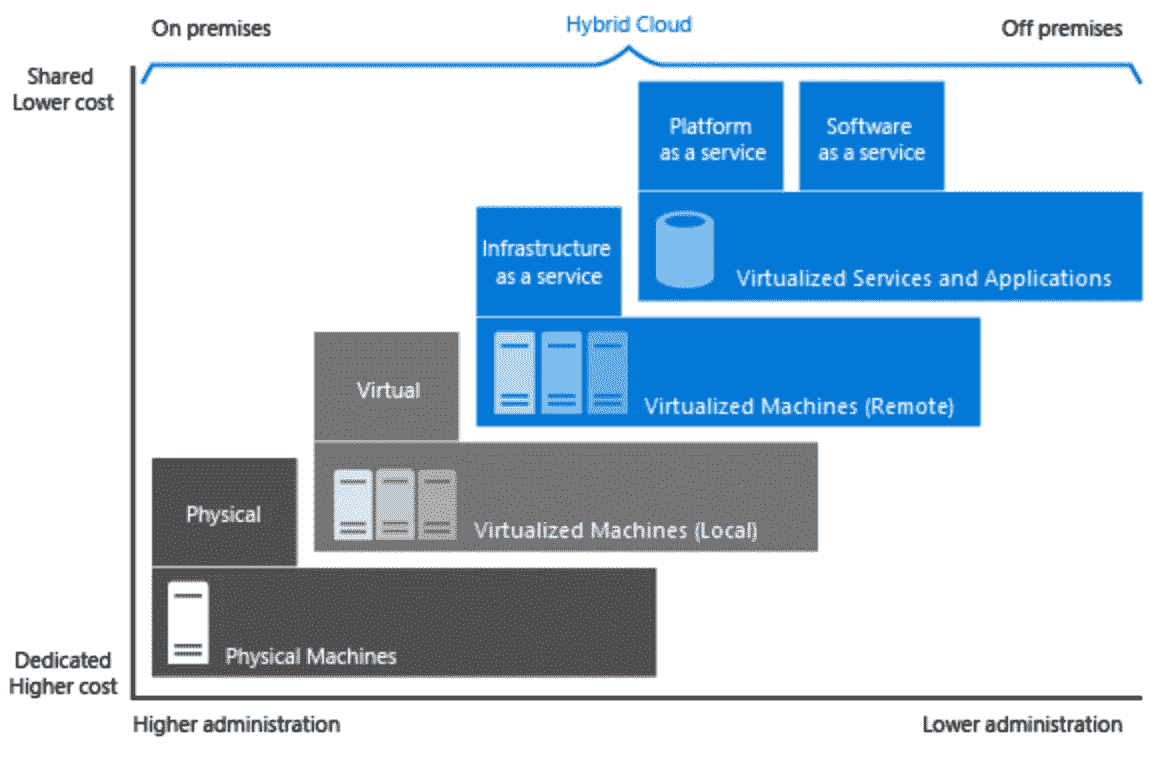 On premises
Hybrid Cloud
Off premises
Shared
Lower cost
Platform
as a service
Software
as a service
Infrastructure
as a service
Virtualized Services and Applications
Virtual
Virtualized Machines (Remote)
Physical
Virtualized Machines (Local)
Physical Machines
Dedicated
Higher cost
Higher administration
Lower administration